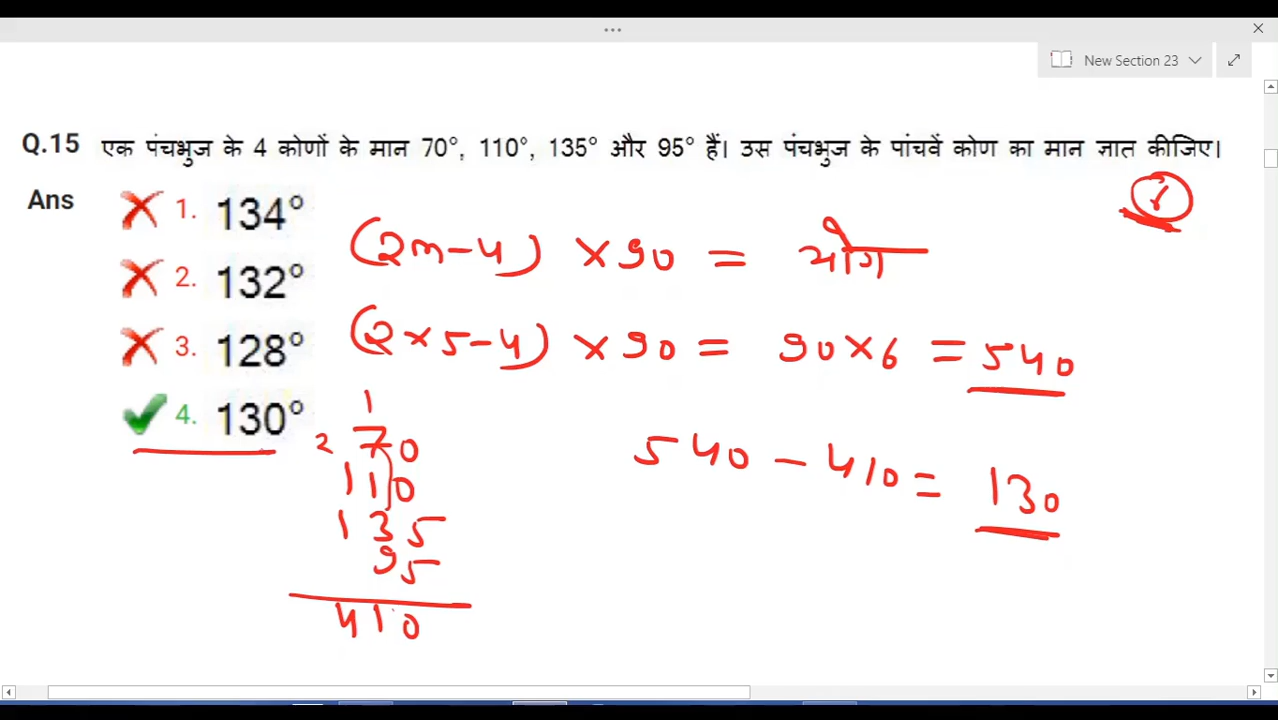 New Section 23
Q.15 एक पंचभुज के 4 कोणों के मान 70°, 110°, 135° और 95° हैं। उस पंचभुज के पांचवें कोण का मान ज्ञात कीजिए।
Ans
1. 134°
2. 132°
3. 128°
4. 130°
(2n-4) × 90 = योग
(2×5-4) × 90 = 90×6 = 540
1
2 70
110
135
95
410
540 - 410 = 130